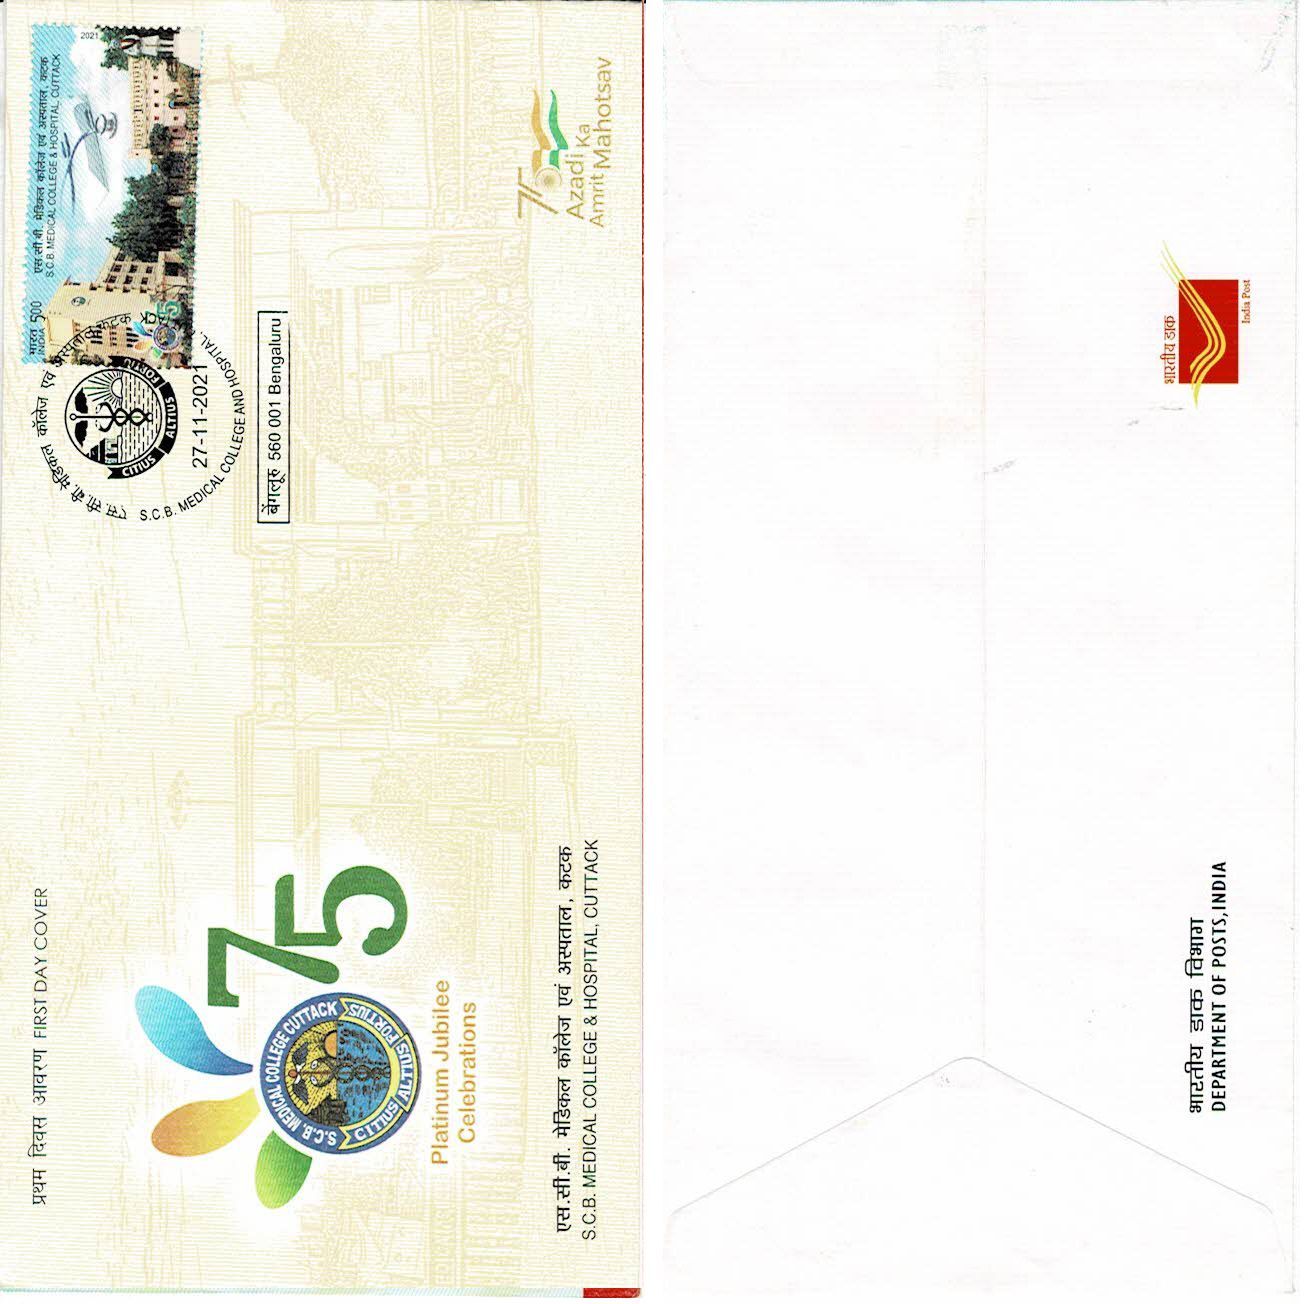 प्रथम दिवस आवरण FIRST DAY COVER
एस.सी.बी. मेडिकल कॉलेज एवं अस्पताल, कटक
S.C.B. MEDICAL COLLEGE AND HOSPITAL,
CITIUS ALTIUS FORTIUS
27-11-2021
बेंगलूरु 560 001 Bengaluru
भारत 500
INDIA
एस.सी.बी. मेडिकल कॉलेज एवं अस्पताल, कटक
S.C.B. MEDICAL COLLEGE & HOSPITAL, CUTTACK
2021
75
75
S.C.B. MEDICAL COLLEGE CUTTACK
CITIUS ALTIUS FORTIUS
Platinum Jubilee
Celebrations
एस.सी.बी. मेडिकल कॉलेज एवं अस्पताल, कटक
S.C.B. MEDICAL COLLEGE & HOSPITAL, CUTTACK
75
Azadi Ka
Amrit Mahotsav
भारतीय डाक विभाग
DEPARTMENT OF POSTS, INDIA
भारतीय डाक
India Post